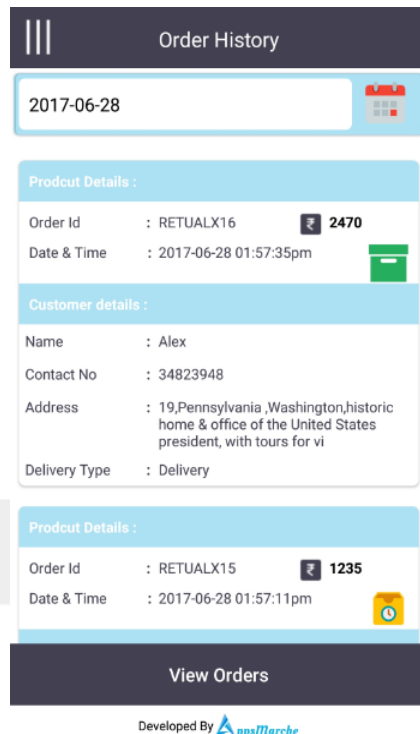 Order History
2017-06-28
Prodcut Details :
Order Id : RETUALX16 ₹ 2470
Date & Time : 2017-06-28 01:57:35pm
Customer details :
Name : Alex
Contact No : 34823948
Address : 19,Pennsylvania ,Washington,historic
home & office of the United States
president, with tours for vi
Delivery Type : Delivery
Prodcut Details :
Order Id : RETUALX15 ₹ 1235
Date & Time : 2017-06-28 01:57:11pm
View Orders
Developed By AppsMarche